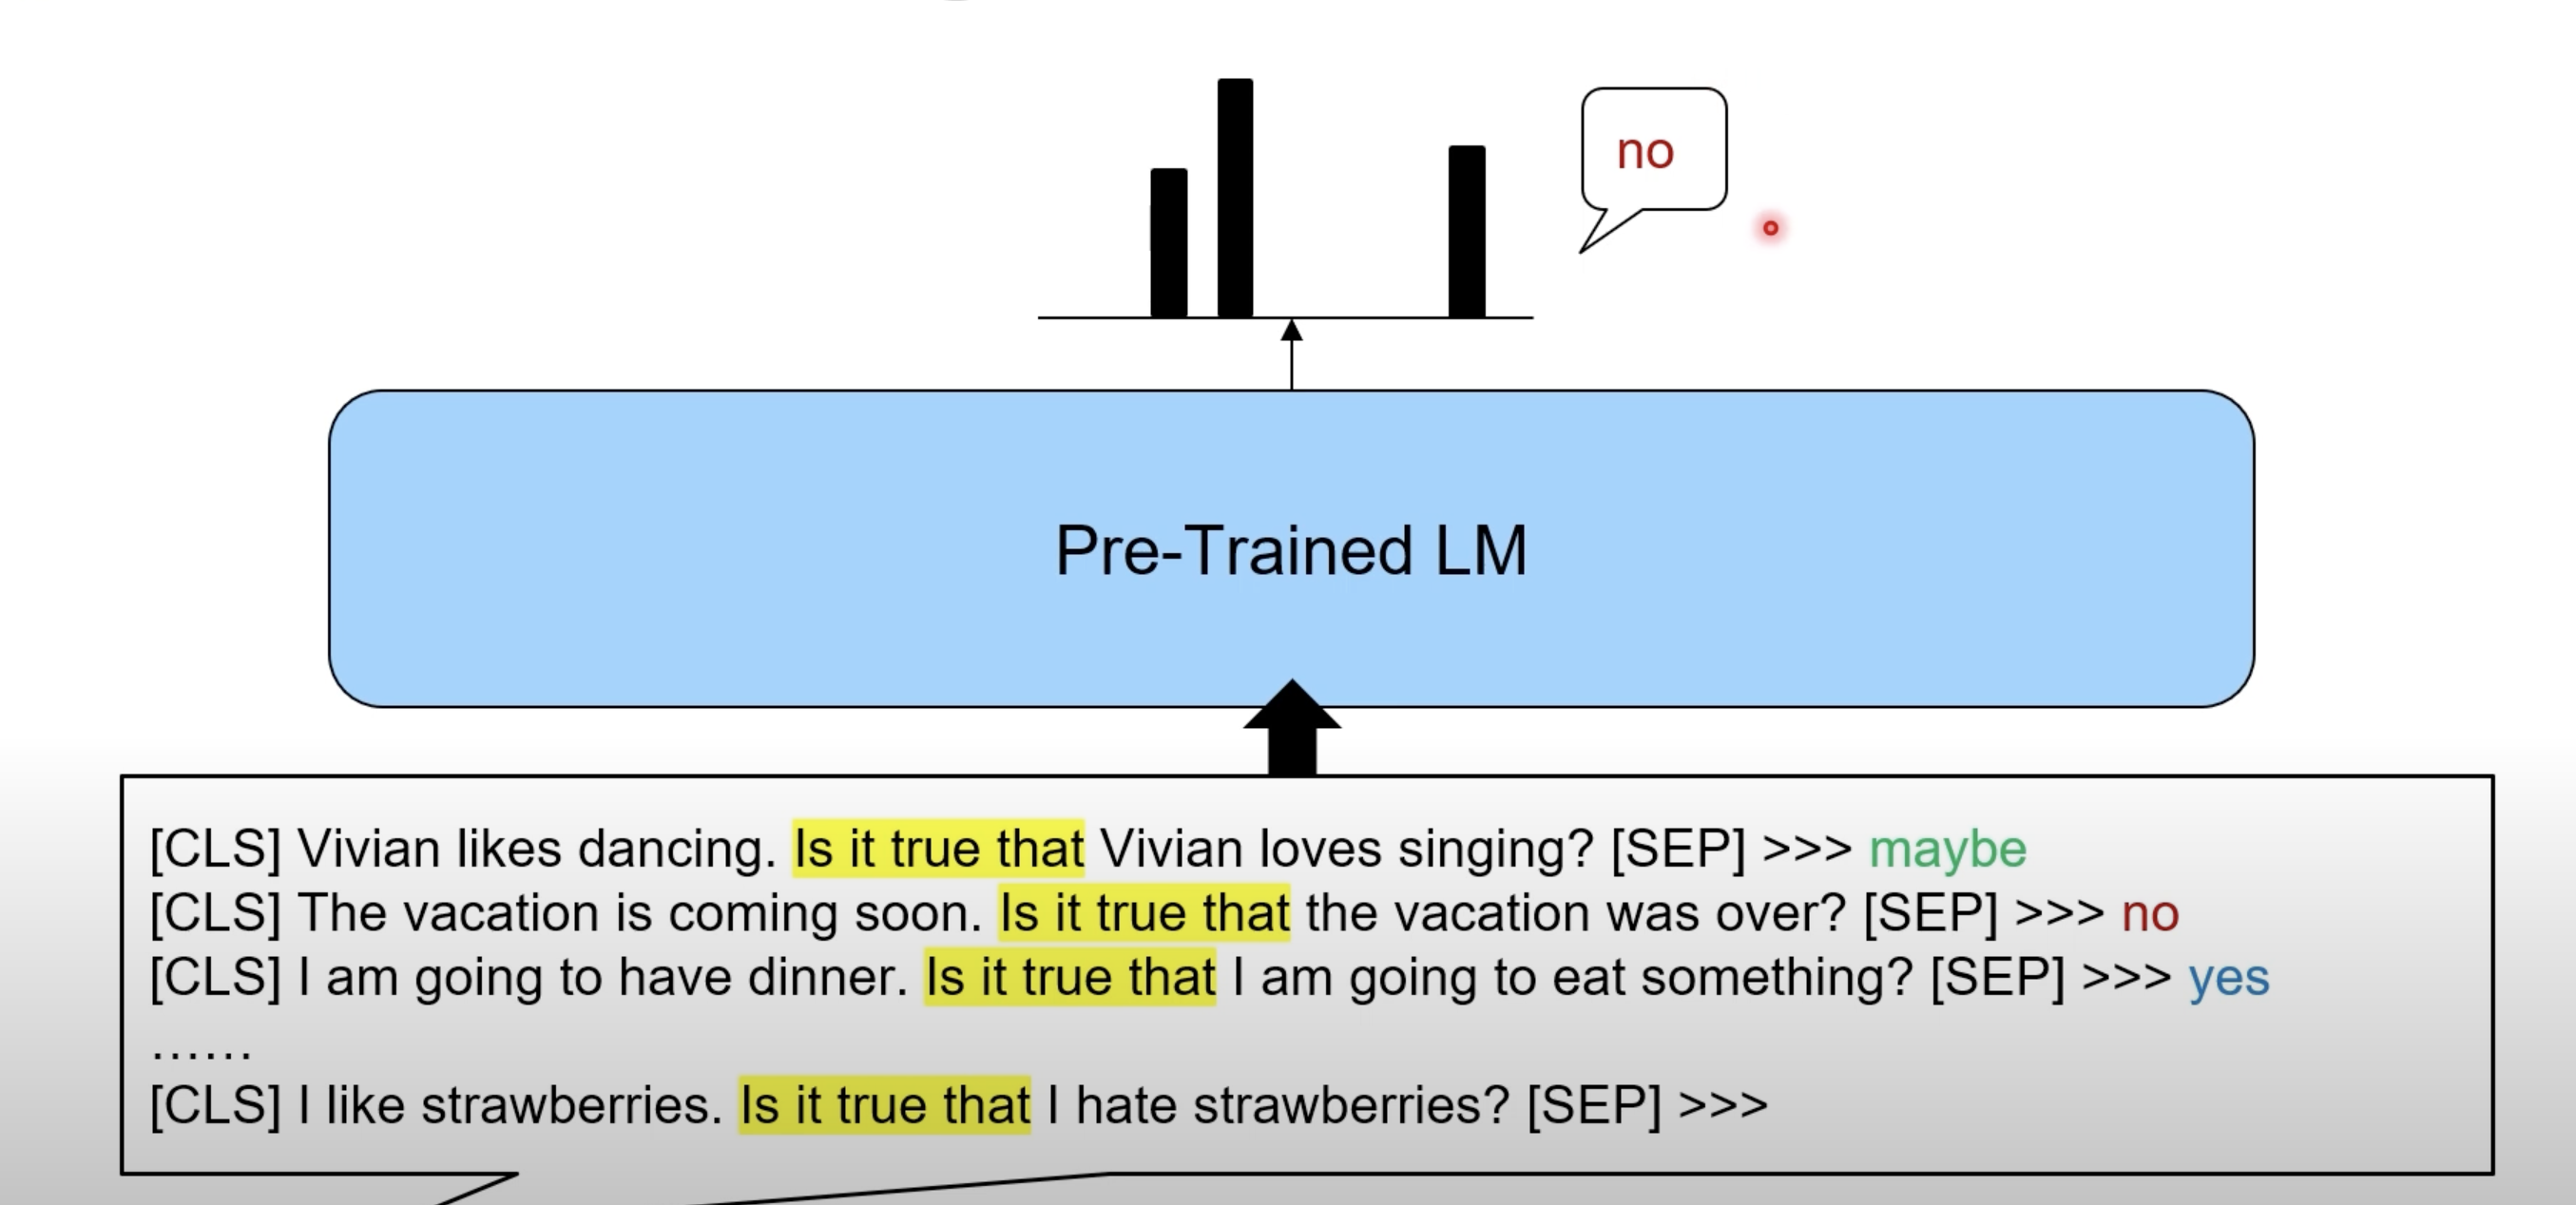 no
Pre-Trained LM
[CLS] Vivian likes dancing. Is it true that Vivian loves singing? [SEP] >>> maybe
[CLS] The vacation is coming soon. Is it true that the vacation was over? [SEP] >>> no
[CLS] I am going to have dinner. Is it true that I am going to eat something? [SEP] >>> yes
......
[CLS] I like strawberries. Is it true that I hate strawberries? [SEP] >>>